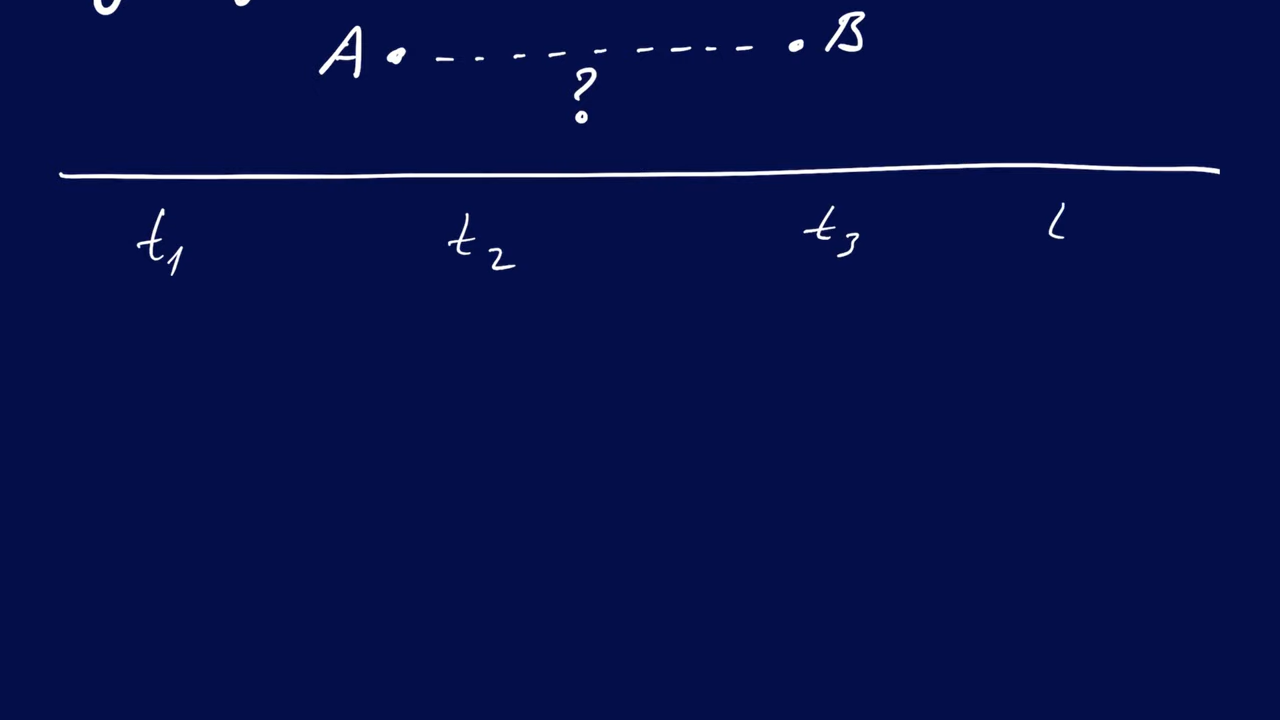 A • - - - - - - - - - • B
?
t₁ t₂ t₃